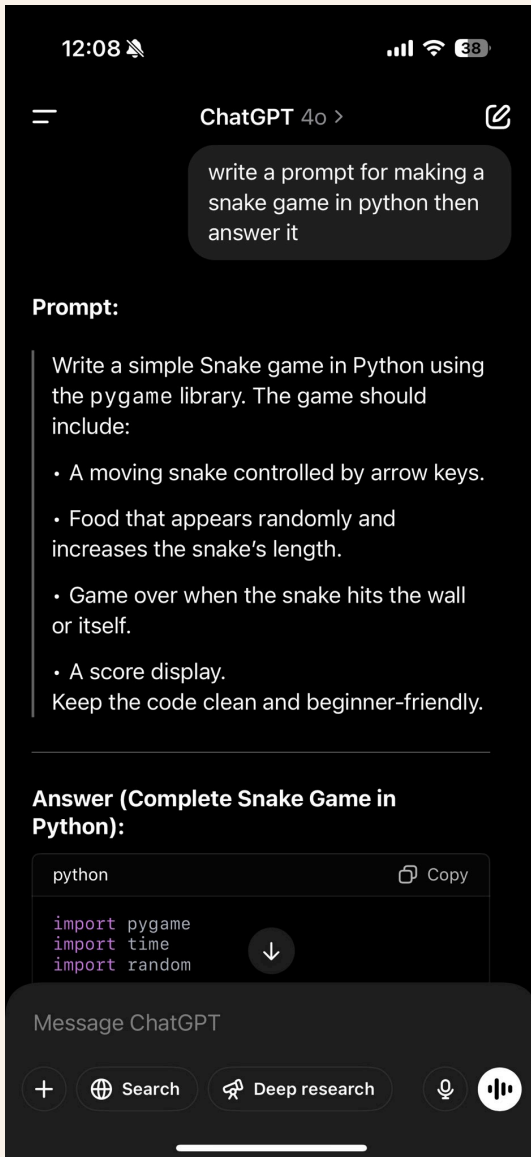 12:08
38
ChatGPT 4o >
write a prompt for making a
snake game in python then
answer it
Prompt:
Write a simple Snake game in Python using
the pygame library. The game should
include:
• A moving snake controlled by arrow keys.
• Food that appears randomly and
increases the snake’s length.
• Game over when the snake hits the wall
or itself.
• A score display.
Keep the code clean and beginner-friendly.
Answer (Complete Snake Game in
Python):
python Copy
import pygame
import time
import random
Message ChatGPT
Search Deep research